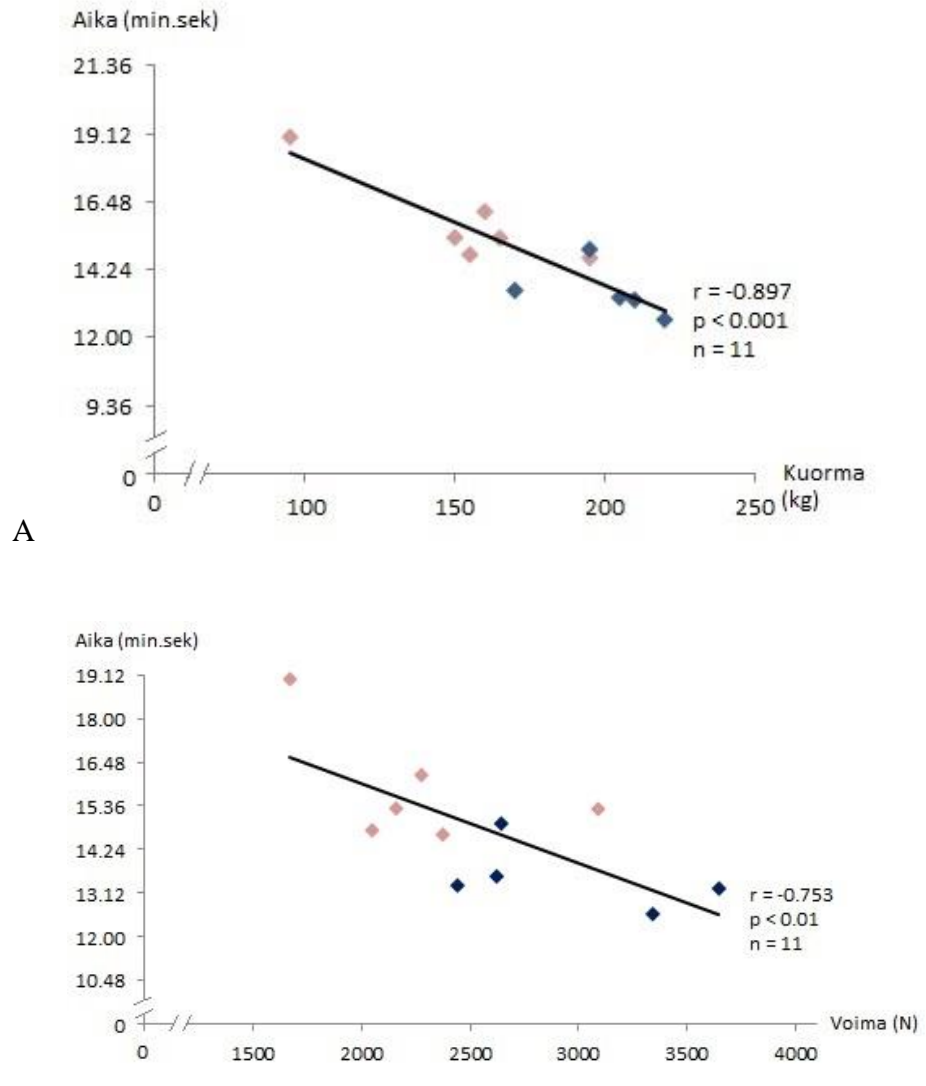 Aika (min.sek)
21.36
19.12
16.48
14.24
12.00
9.36
0
0 100 150 200 250
Kuorma
(kg)
r = -0.897
p < 0.001
n = 11
A
Aika (min.sek)
19.12
18.00
16.48
15.36
14.24
13.12
12.00
10.48
0
0 1500 2000 2500 3000 3500 4000
Voima (N)
r = -0.753
p < 0.01
n = 11